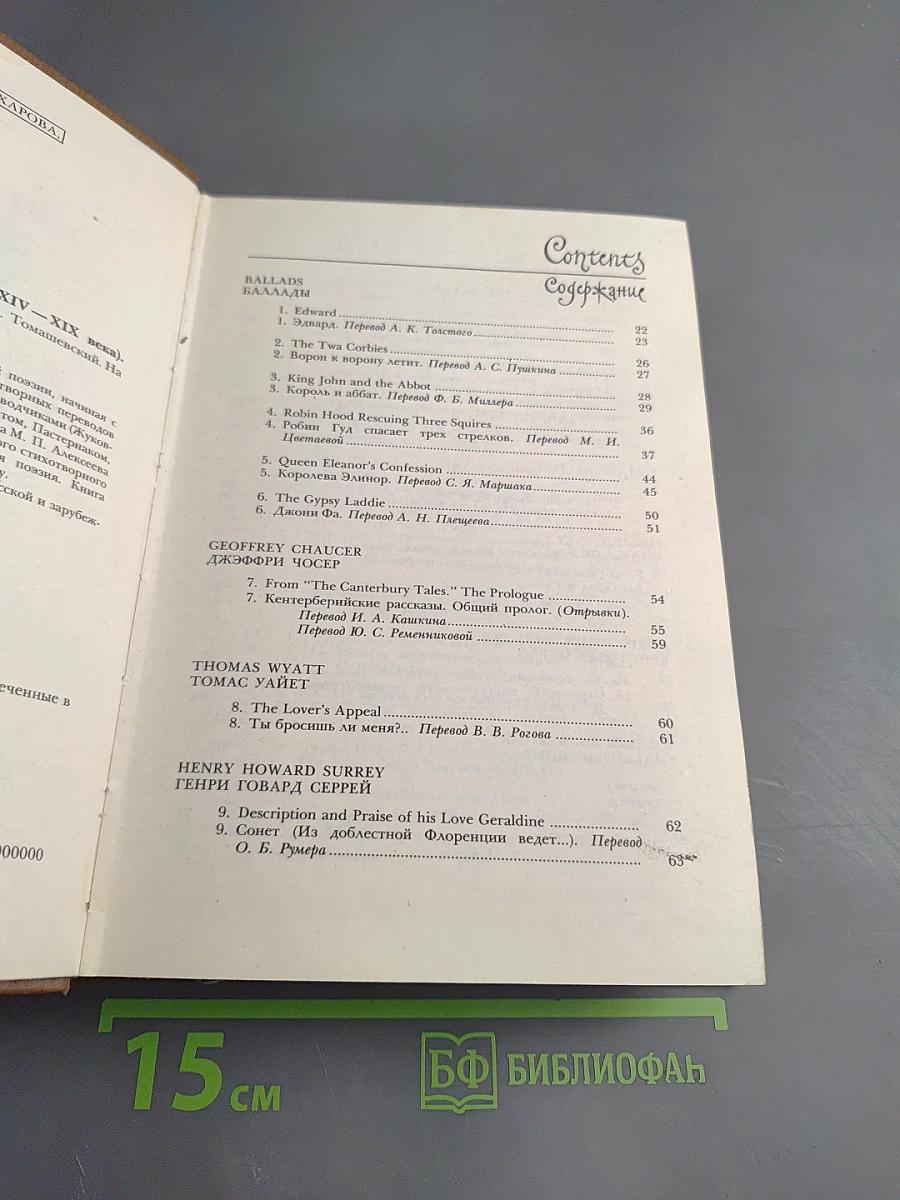 ХАРОВА,
XIV — XIX века).
. Томашевский. На
й поэзии, начиная с
творных переводов
водчиками (Жуков-
том, Пастернаком,
а М. П. Алексеева
ого стихотворного
я поэзия. Книга
у.
сской и зарубеж-
еченные в
000000
Contents
Содержание
BALLADS
БАЛЛАДЫ
1. Edward 22
1. Эдвард. Перевод А. К. Толстого 23
2. The Twa Corbies 26
2. Ворон к ворону летит. Перевод А. С. Пушкина 27
3. King John and the Abbot 28
3. Король и аббат. Перевод Ф. Б. Миллера 29
4. Robin Hood Rescuing Three Squires 36
4. Робин Гуд спасает трех стрелков. Перевод М. И.
Цветаевой 37
5. Queen Eleanor's Confession 44
5. Королева Элинор. Перевод С. Я. Маршака 45
6. The Gypsy Laddie 50
6. Джони Фа. Перевод А. Н. Плещеева 51
GEOFFREY CHAUCER
ДЖЭФФРИ ЧОСЕР
7. From “The Canterbury Tales.” The Prologue 54
7. Кентерберийские рассказы. Общий пролог. (Отрывки).
Перевод И. А. Кашкина 55
Перевод Ю. С. Ременниковой 59
THOMAS WYATT
ТОМАС УАЙЕТ
8. The Lover's Appeal 60
8. Ты бросишь ли меня?.. Перевод В. В. Рогова 61
HENRY HOWARD SURREY
ГЕНРИ ГОВАРД СЕРРЕЙ
9. Description and Praise of his Love Geraldine 62
9. Сонет (Из доблестной Флоренции ведет...). Перевод
О. Б. Румера 63
15 см
БФ БИБЛИОФАН